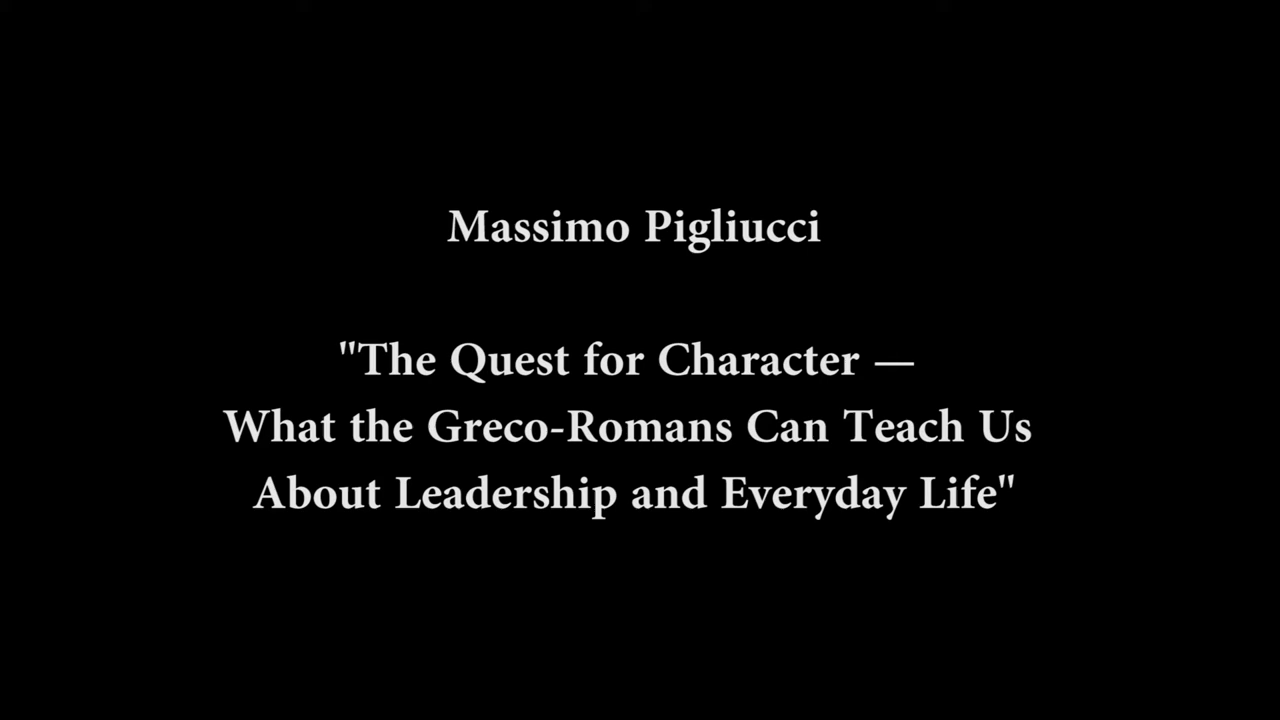 Massimo Pigliucci
"The Quest for Character —
What the Greco-Romans Can Teach Us
About Leadership and Everyday Life"